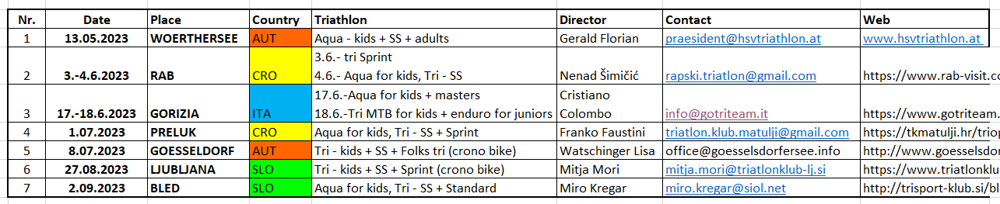 Nr. Date Place Country Triathlon Director Contact Web
1 13.05.2023 WOERTHERSEE AUT Aqua - kids + SS + adults Gerald Florian praesident@hsvtriathlon.at www.hsvtriathlon.at
3.6.- tri Sprint
2 3.-4.6.2023 RAB CRO 4.6.- Aqua for kids, Tri - SS Nenad Šimičić rapski.triatlon@gmail.com https://www.rab-visit.co
17.6.-Aqua for kids + masters Cristiano
3 17.-18.6.2023 GORIZIA ITA 18.6.-Tri MTB for kids + enduro for juniors Colombo info@gotriteam.it https://www.gotriteam.
4 1.07.2023 PRELUK CRO Aqua for kids, Tri - SS + Sprint Franko Faustini triatlon.klub.matulji@gmail.com https://tkmatulji.hr/triop
5 8.07.2023 GOESSELDORF AUT Tri - kids + SS + Folks tri (crono bike) Watschinger Lisa office@goesselsdorfersee.info http://www.goesselsdo
6 27.08.2023 LJUBLJANA SLO Tri - kids + SS + Sprint (crono bike) Mitja Mori mitja.mori@triatlonklub-lj.si https://www.triatlonklu
7 2.09.2023 BLED SLO Aqua for kids, Tri - SS + Standard Miro Kregar miro.kregar@siol.net http://trisport-klub.si/bl